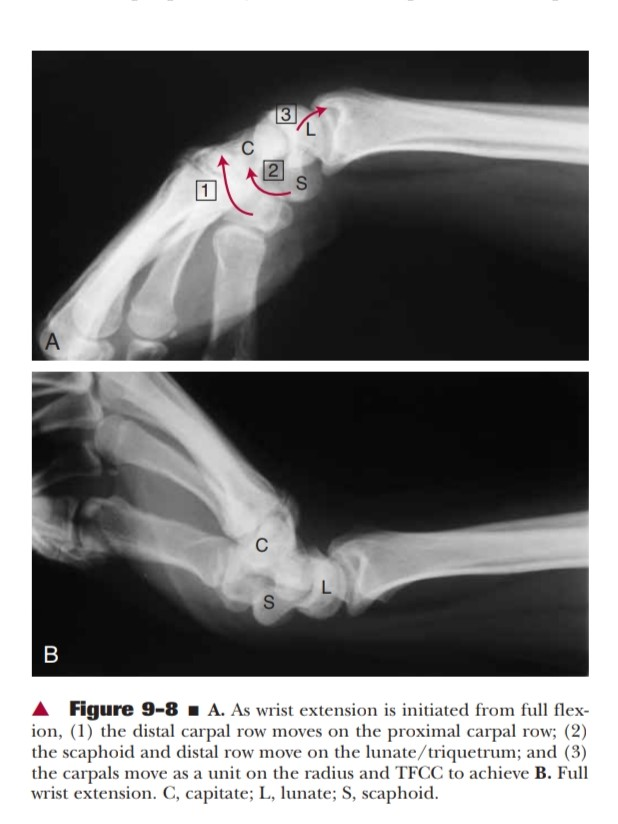 3
L
C
2
S
1
A
C
L
S
B
▲ Figure 9–8 ■ A. As wrist extension is initiated from full flex-
ion, (1) the distal carpal row moves on the proximal carpal row; (2)
the scaphoid and distal row move on the lunate/triquetrum; and (3)
the carpals move as a unit on the radius and TFCC to achieve B. Full
wrist extension. C, capitate; L, lunate; S, scaphoid.